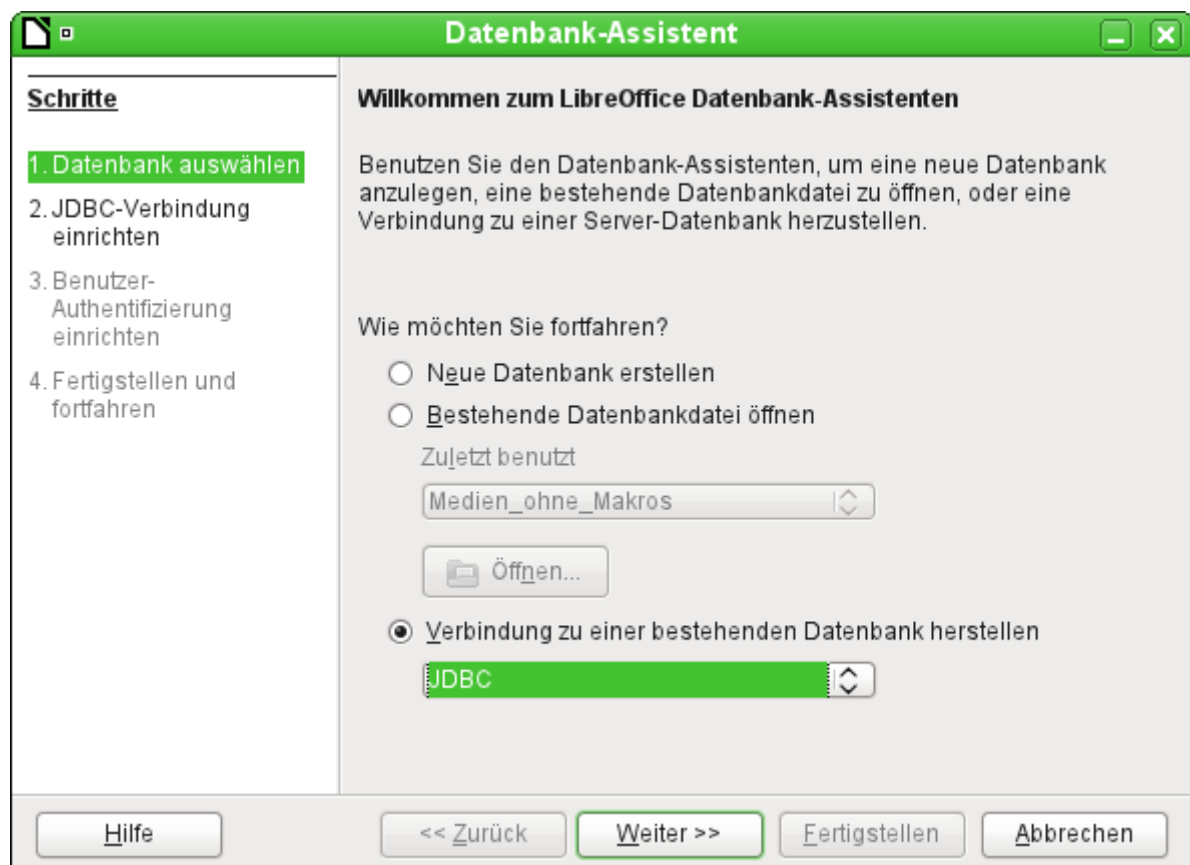 Datenbank-Assistent
Schritte
1. Datenbank auswählen
2. JDBC-Verbindung
einrichten
3. Benutzer-
Authentifizierung
einrichten
4. Fertigstellen und
fortfahren
Willkommen zum LibreOffice Datenbank-Assistenten
Benutzen Sie den Datenbank-Assistenten, um eine neue Datenbank
anzulegen, eine bestehende Datenbankdatei zu öffnen, oder eine
Verbindung zu einer Server-Datenbank herzustellen.
Wie möchten Sie fortfahren?
Neue Datenbank erstellen
Bestehende Datenbankdatei öffnen
Zuletzt benutzt
Medien_ohne_Makros
Öffnen...
Verbindung zu einer bestehenden Datenbank herstellen
JDBC
Hilfe
<< Zurück
Weiter >>
Fertigstellen
Abbrechen